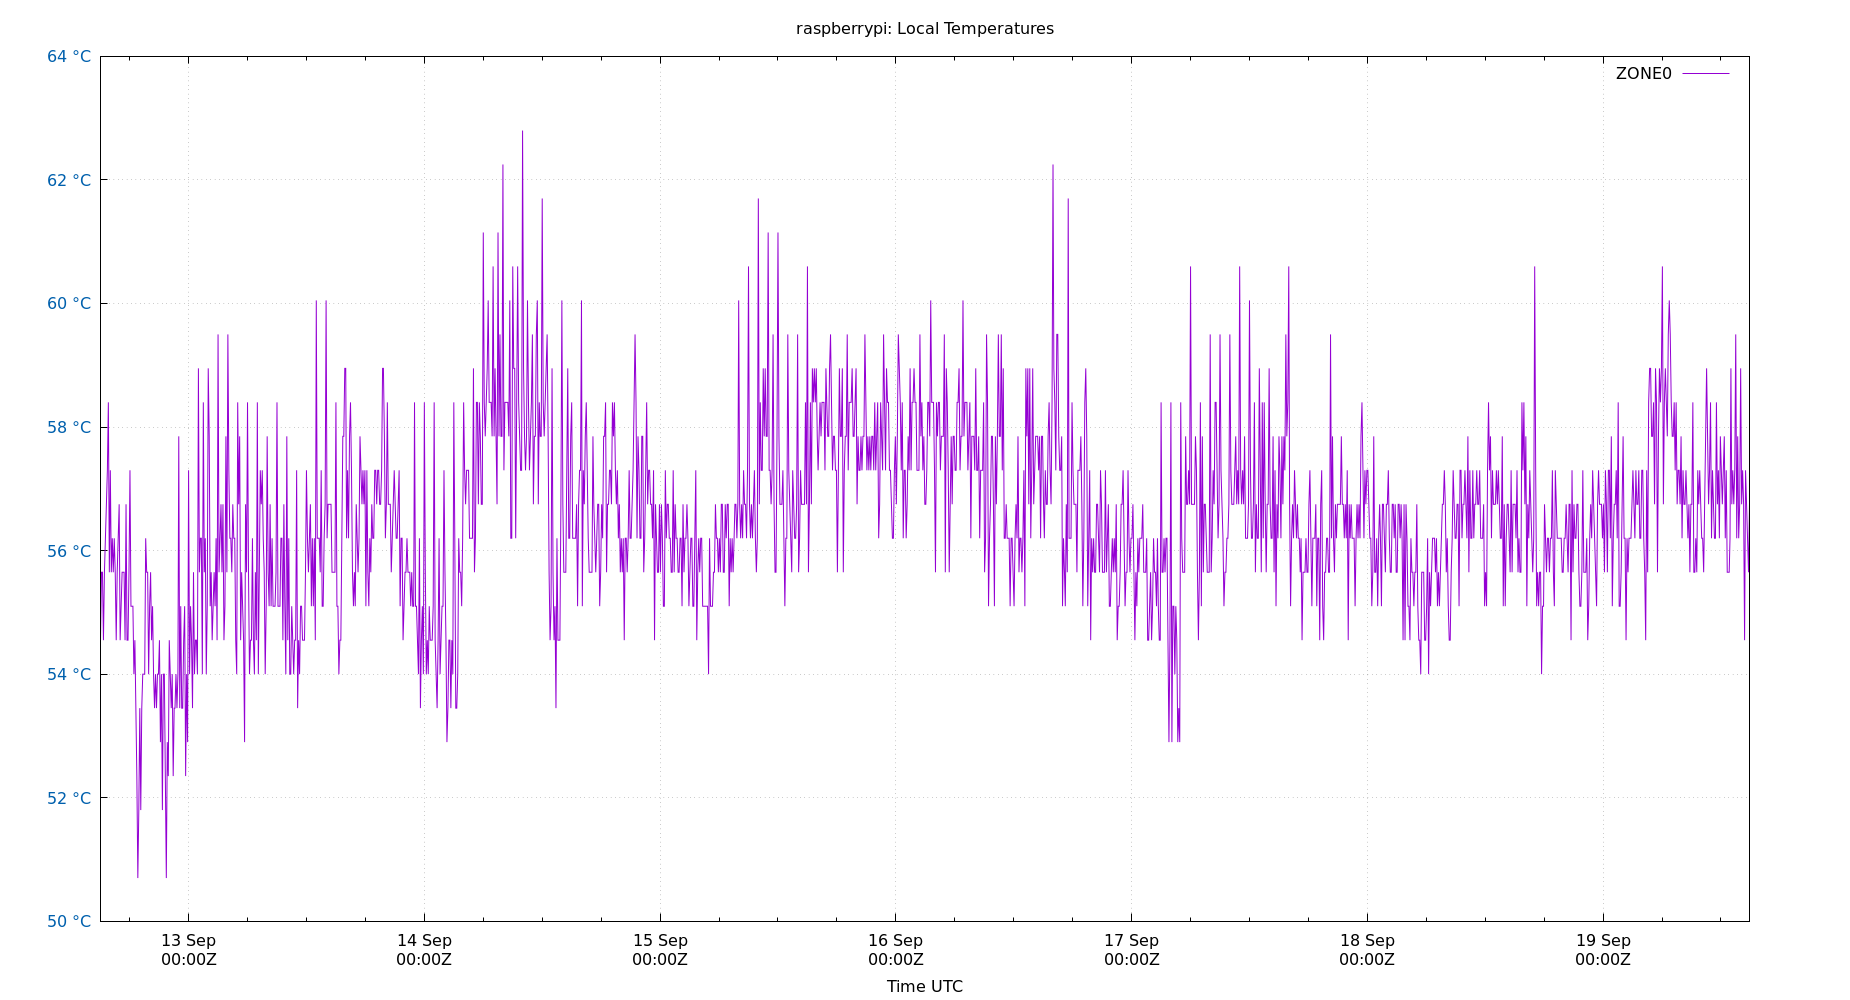 raspberrypi: Local Temperatures
64 °C
ZONE0
62 °C
60 °C
58 °C
56 °C
54 °C
52 °C
50 °C
13 Sep 14 Sep 15 Sep 16 Sep 17 Sep 18 Sep 19 Sep
00:00Z 00:00Z 00:00Z 00:00Z 00:00Z 00:00Z 00:00Z
Time UTC